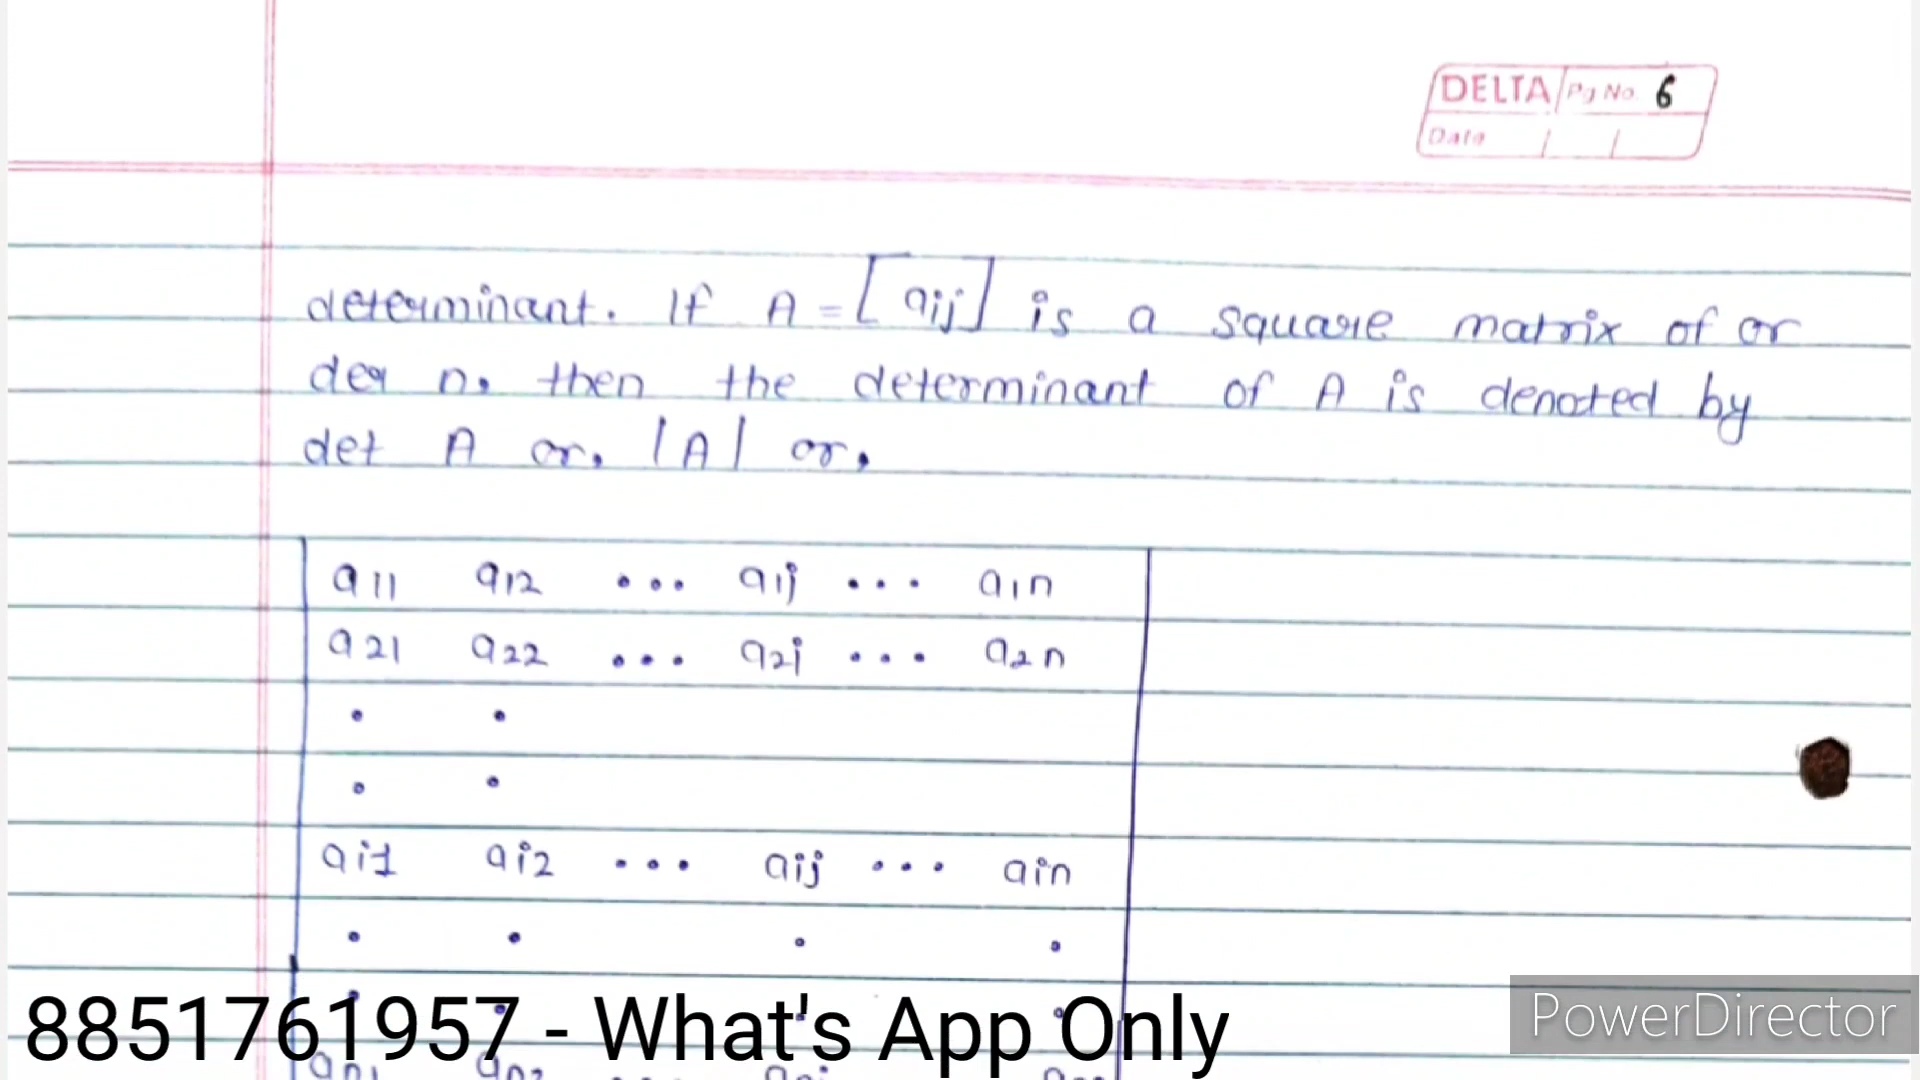 DELTA Pg No. 6
Date
determinant. If A = [aij] is a square matrix of or
der n, then the determinant of A is denoted by
det A or, |A| or,
a11 a12 ... a1j ... a1n
a21 a22 ... a2j ... a2n
. .
. .
ai1 ai2 ... aij ... ain
. . . .
8851761957 - What's App Only
PowerDirector